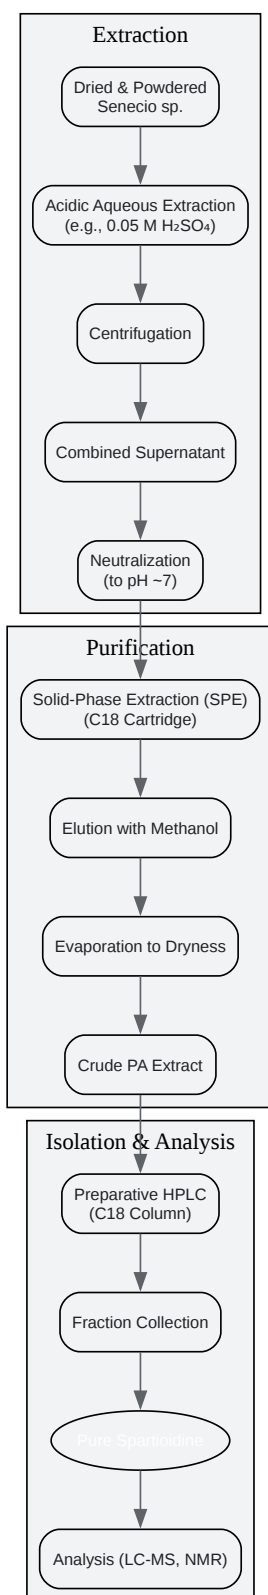 Extraction
Dried & Powdered
Senecio sp.
Acidic Aqueous Extraction
(e.g., 0.05 M H₂SO₄)
Centrifugation
Combined Supernatant
Neutralization
(to pH ~7)
Purification
Solid-Phase Extraction (SPE)
(C18 Cartridge)
Elution with Methanol
Evaporation to Dryness
Crude PA Extract
Isolation & Analysis
Preparative HPLC
(C18 Column)
Fraction Collection
Pure Spartioidine
Analysis (LC-MS, NMR)